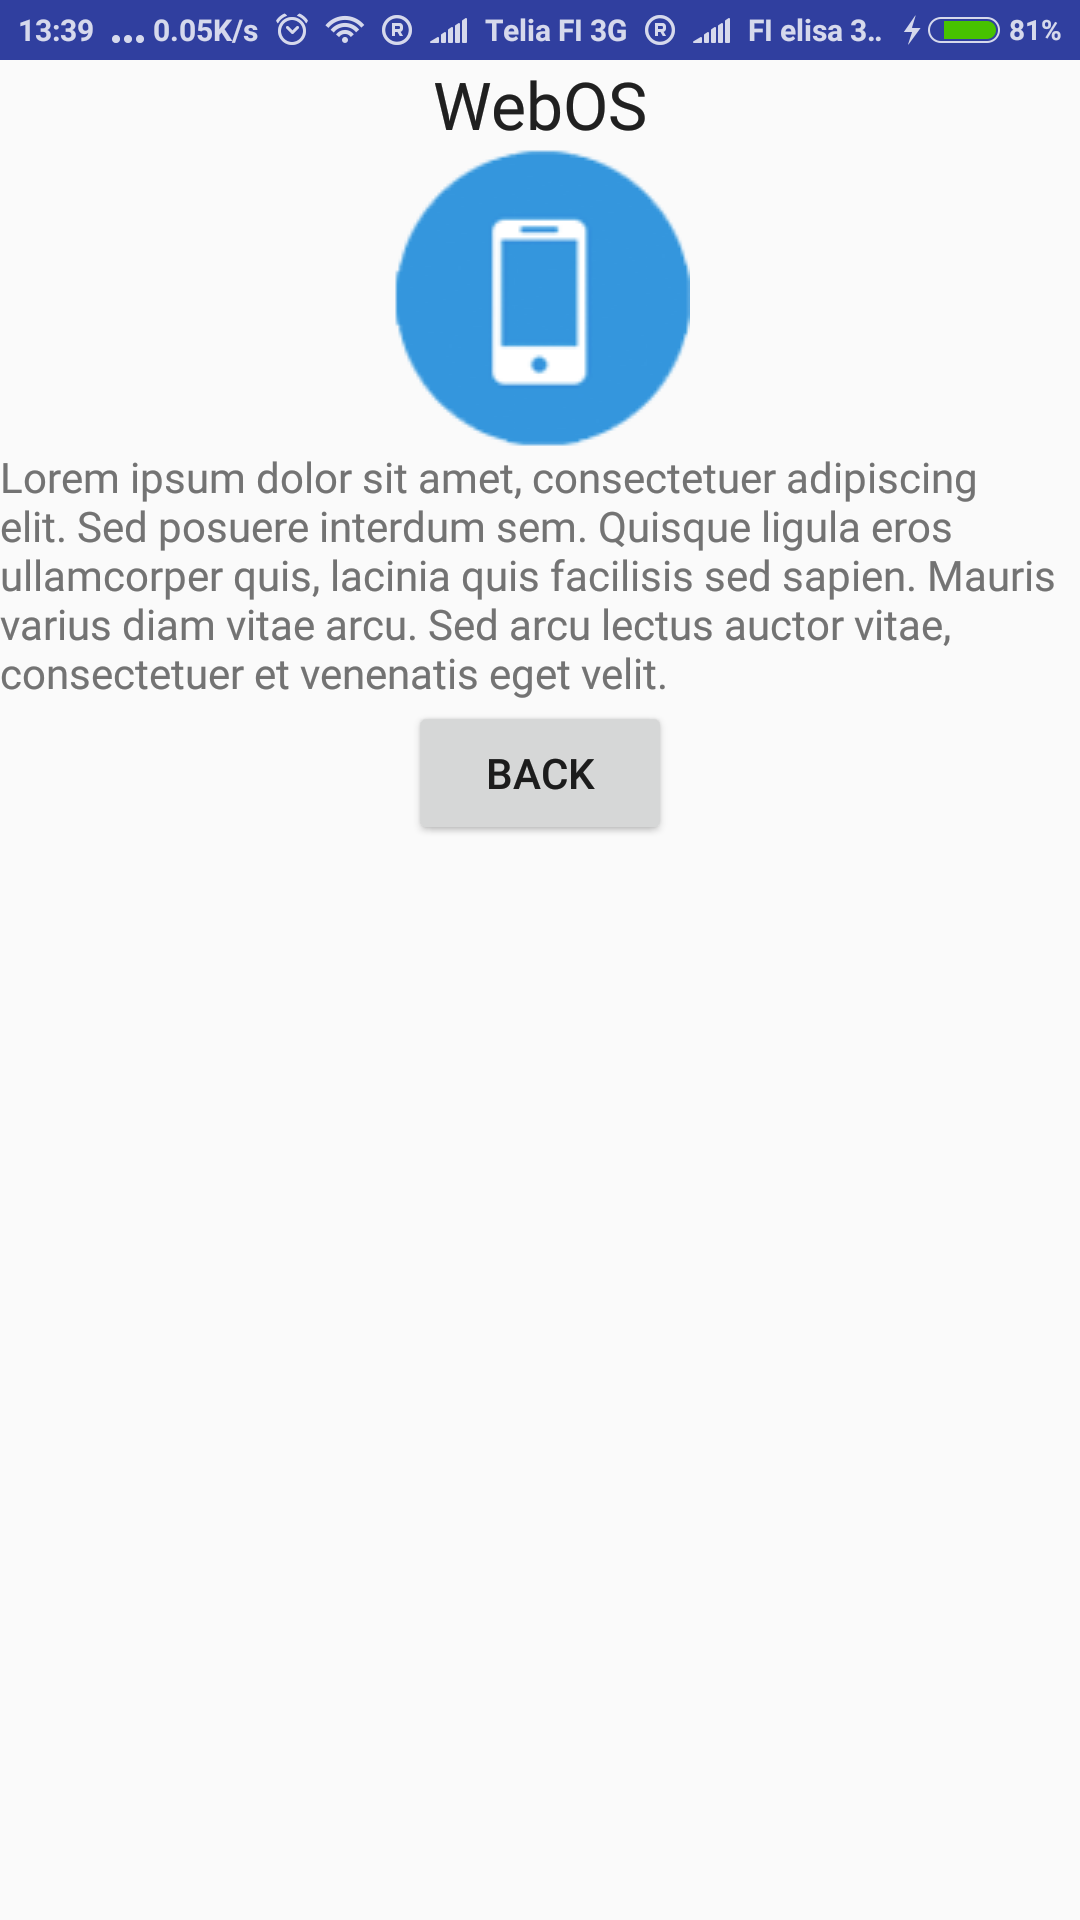 13:39 ... 0.05K/s R Telia FI 3G R FI elisa 3.. 81%
WebOS
Lorem ipsum dolor sit amet, consectetuer adipiscing
elit. Sed posuere interdum sem. Quisque ligula eros
ullamcorper quis, lacinia quis facilisis sed sapien. Mauris
varius diam vitae arcu. Sed arcu lectus auctor vitae,
consectetuer et venenatis eget velit.
BACK